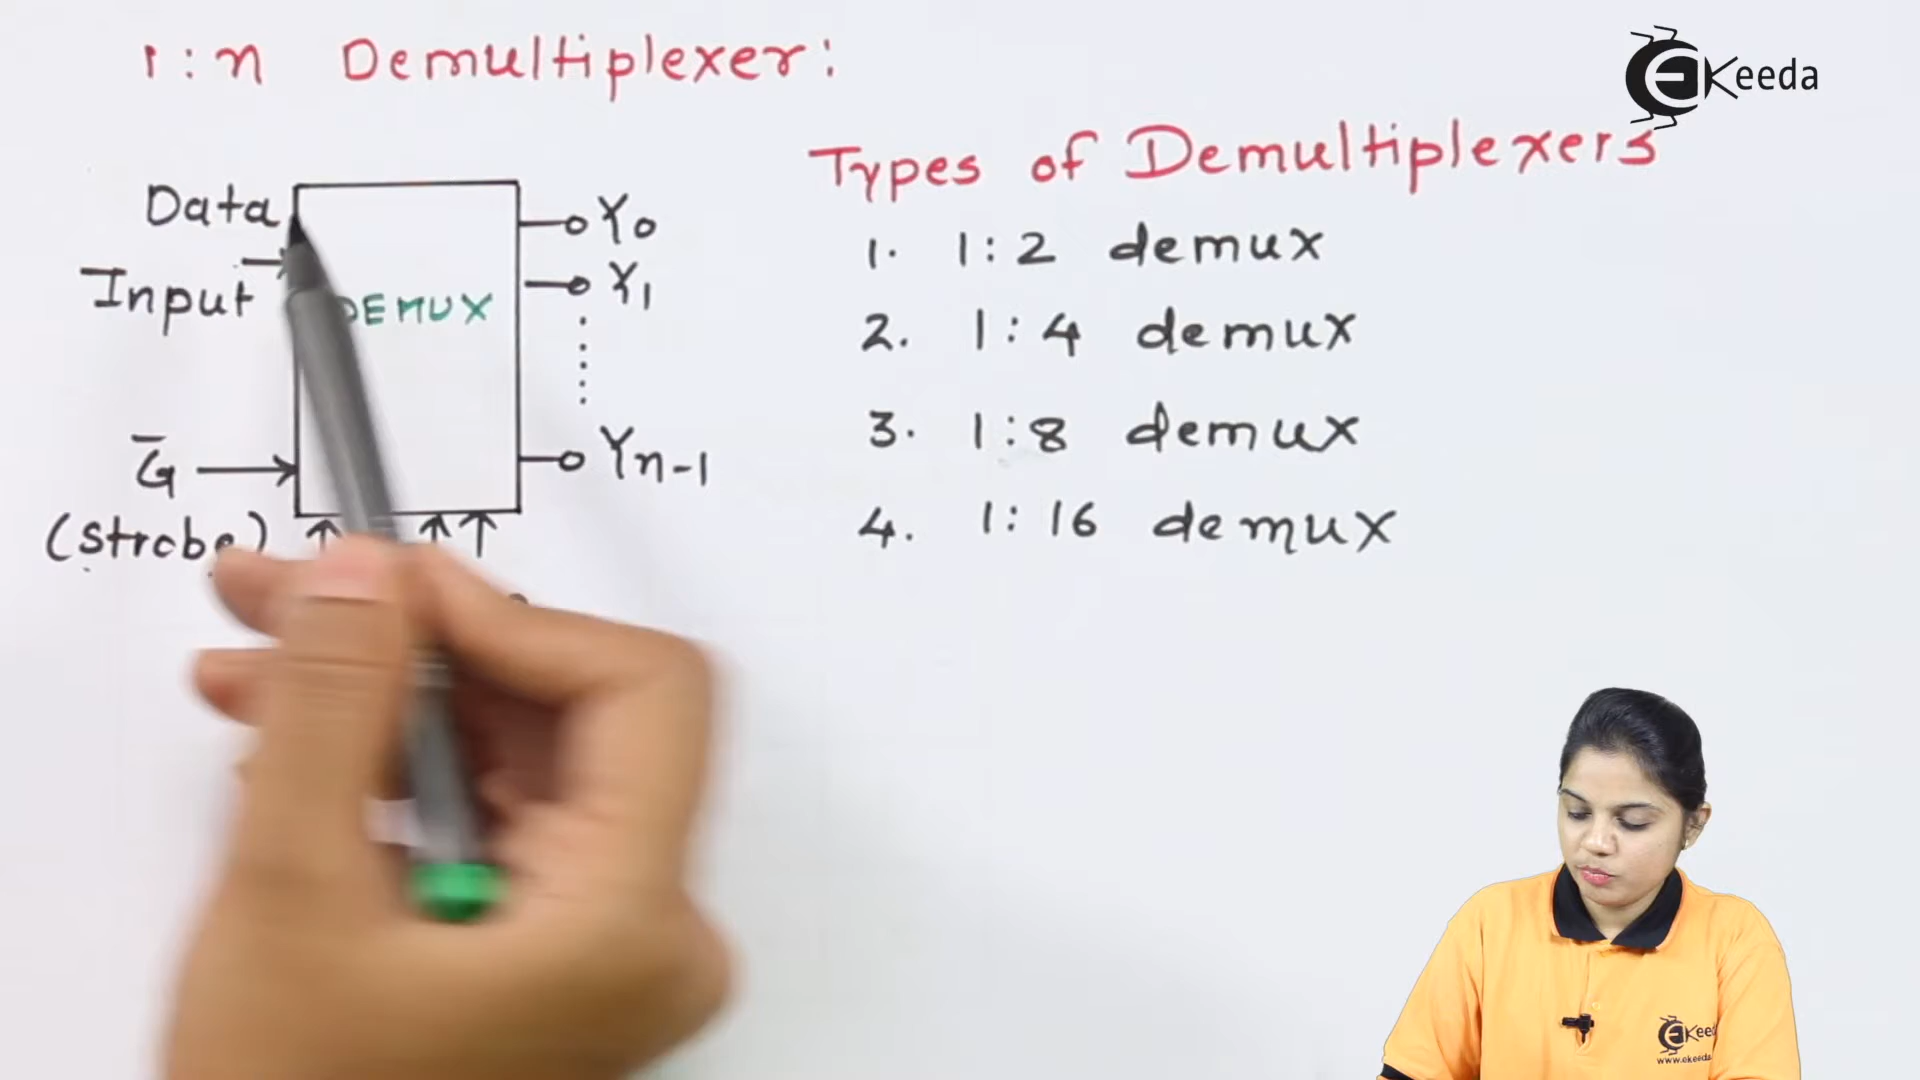 1 : n Demultiplexer :
EKeeda
Types of Demultiplexers
Data
Input
DEMUX
Y0
Y1
Yn-1
G̅
(strobe)
1. 1 : 2 demux
2. 1 : 4 demux
3. 1 : 8 demux
4. 1 : 16 demux